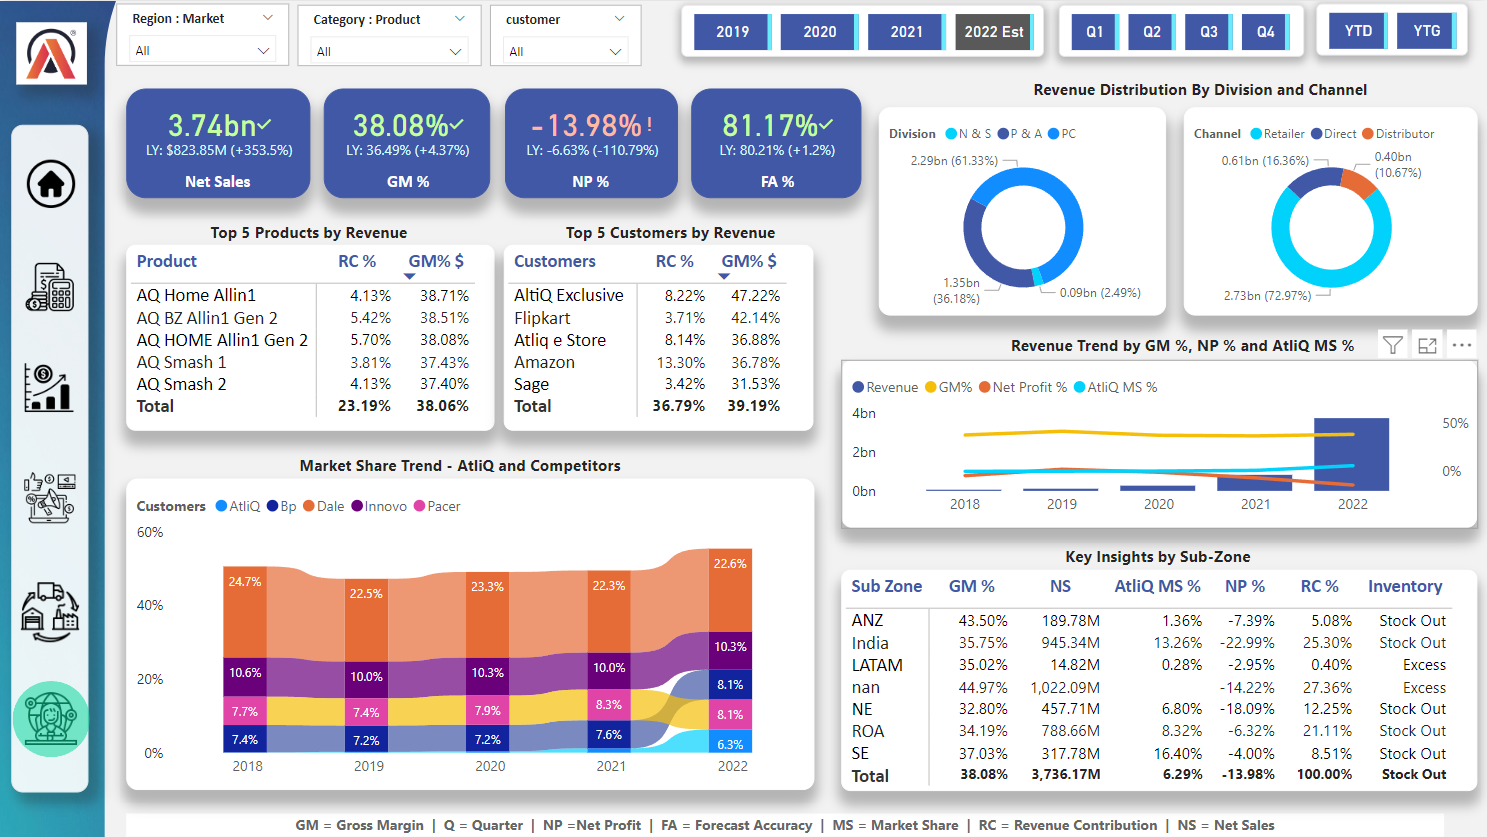 Region : Market
All
Category : Product
All
customer
All
2019
2020
2021
2022 Est
Q1
Q2
Q3
Q4
YTD
YTG
3.74bn
LY: $823.85M (+353.5%)
Net Sales
38.08%
LY: 36.49% (+4.37%)
GM %
-13.98% !
LY: -6.63% (-110.79%)
NP %
81.17%
LY: 80.21% (+1.2%)
FA %
Revenue Distribution By Division and Channel
Division N & S P & A PC
2.29bn (61.33%)
1.35bn
(36.18%)
0.09bn (2.49%)
Channel Retailer Direct Distributor
0.61bn (16.36%)
0.40bn
(10.67%)
2.73bn (72.97%)
Top 5 Products by Revenue
Product RC % GM% $
AQ Home Allin1 4.13% 38.71%
AQ BZ Allin1 Gen 2 5.42% 38.51%
AQ HOME Allin1 Gen 2 5.70% 38.08%
AQ Smash 1 3.81% 37.43%
AQ Smash 2 4.13% 37.40%
Total 23.19% 38.06%
Top 5 Customers by Revenue
Customers RC % GM% $
AltiQ Exclusive 8.22% 47.22%
Flipkart 3.71% 42.14%
Atliq e Store 8.14% 36.88%
Amazon 13.30% 36.78%
Sage 3.42% 31.53%
Total 36.79% 39.19%
Revenue Trend by GM %, NP % and AtliQ MS %
Revenue GM% Net Profit % AtliQ MS %
4bn
2bn
0bn
50%
0%
2018 2019 2020 2021 2022
Market Share Trend - AtliQ and Competitors
Customers AtliQ Bp Dale Innovo Pacer
60%
40%
20%
0%
24.7% 22.5% 23.3% 22.3% 22.6%
10.6% 10.0% 10.3% 10.0% 10.3%
7.7% 7.4% 7.9% 8.3% 8.1%
7.4% 7.2% 7.2% 7.6% 8.1%
6.3%
2018 2019 2020 2021 2022
Key Insights by Sub-Zone
Sub Zone GM % NS AtliQ MS % NP % RC % Inventory
ANZ 43.50% 189.78M 1.36% -7.39% 5.08% Stock Out
India 35.75% 945.34M 13.26% -22.99% 25.30% Stock Out
LATAM 35.02% 14.82M 0.28% -2.95% 0.40% Excess
nan 44.97% 1,022.09M -14.22% 27.36% Excess
NE 32.80% 457.71M 6.80% -18.09% 12.25% Stock Out
ROA 34.19% 788.66M 8.32% -6.32% 21.11% Stock Out
SE 37.03% 317.78M 16.40% -4.00% 8.51% Stock Out
Total 38.08% 3,736.17M 6.29% -13.98% 100.00% Stock Out
GM = Gross Margin | Q = Quarter | NP =Net Profit | FA = Forecast Accuracy | MS = Market Share | RC = Revenue Contribution | NS = Net Sales